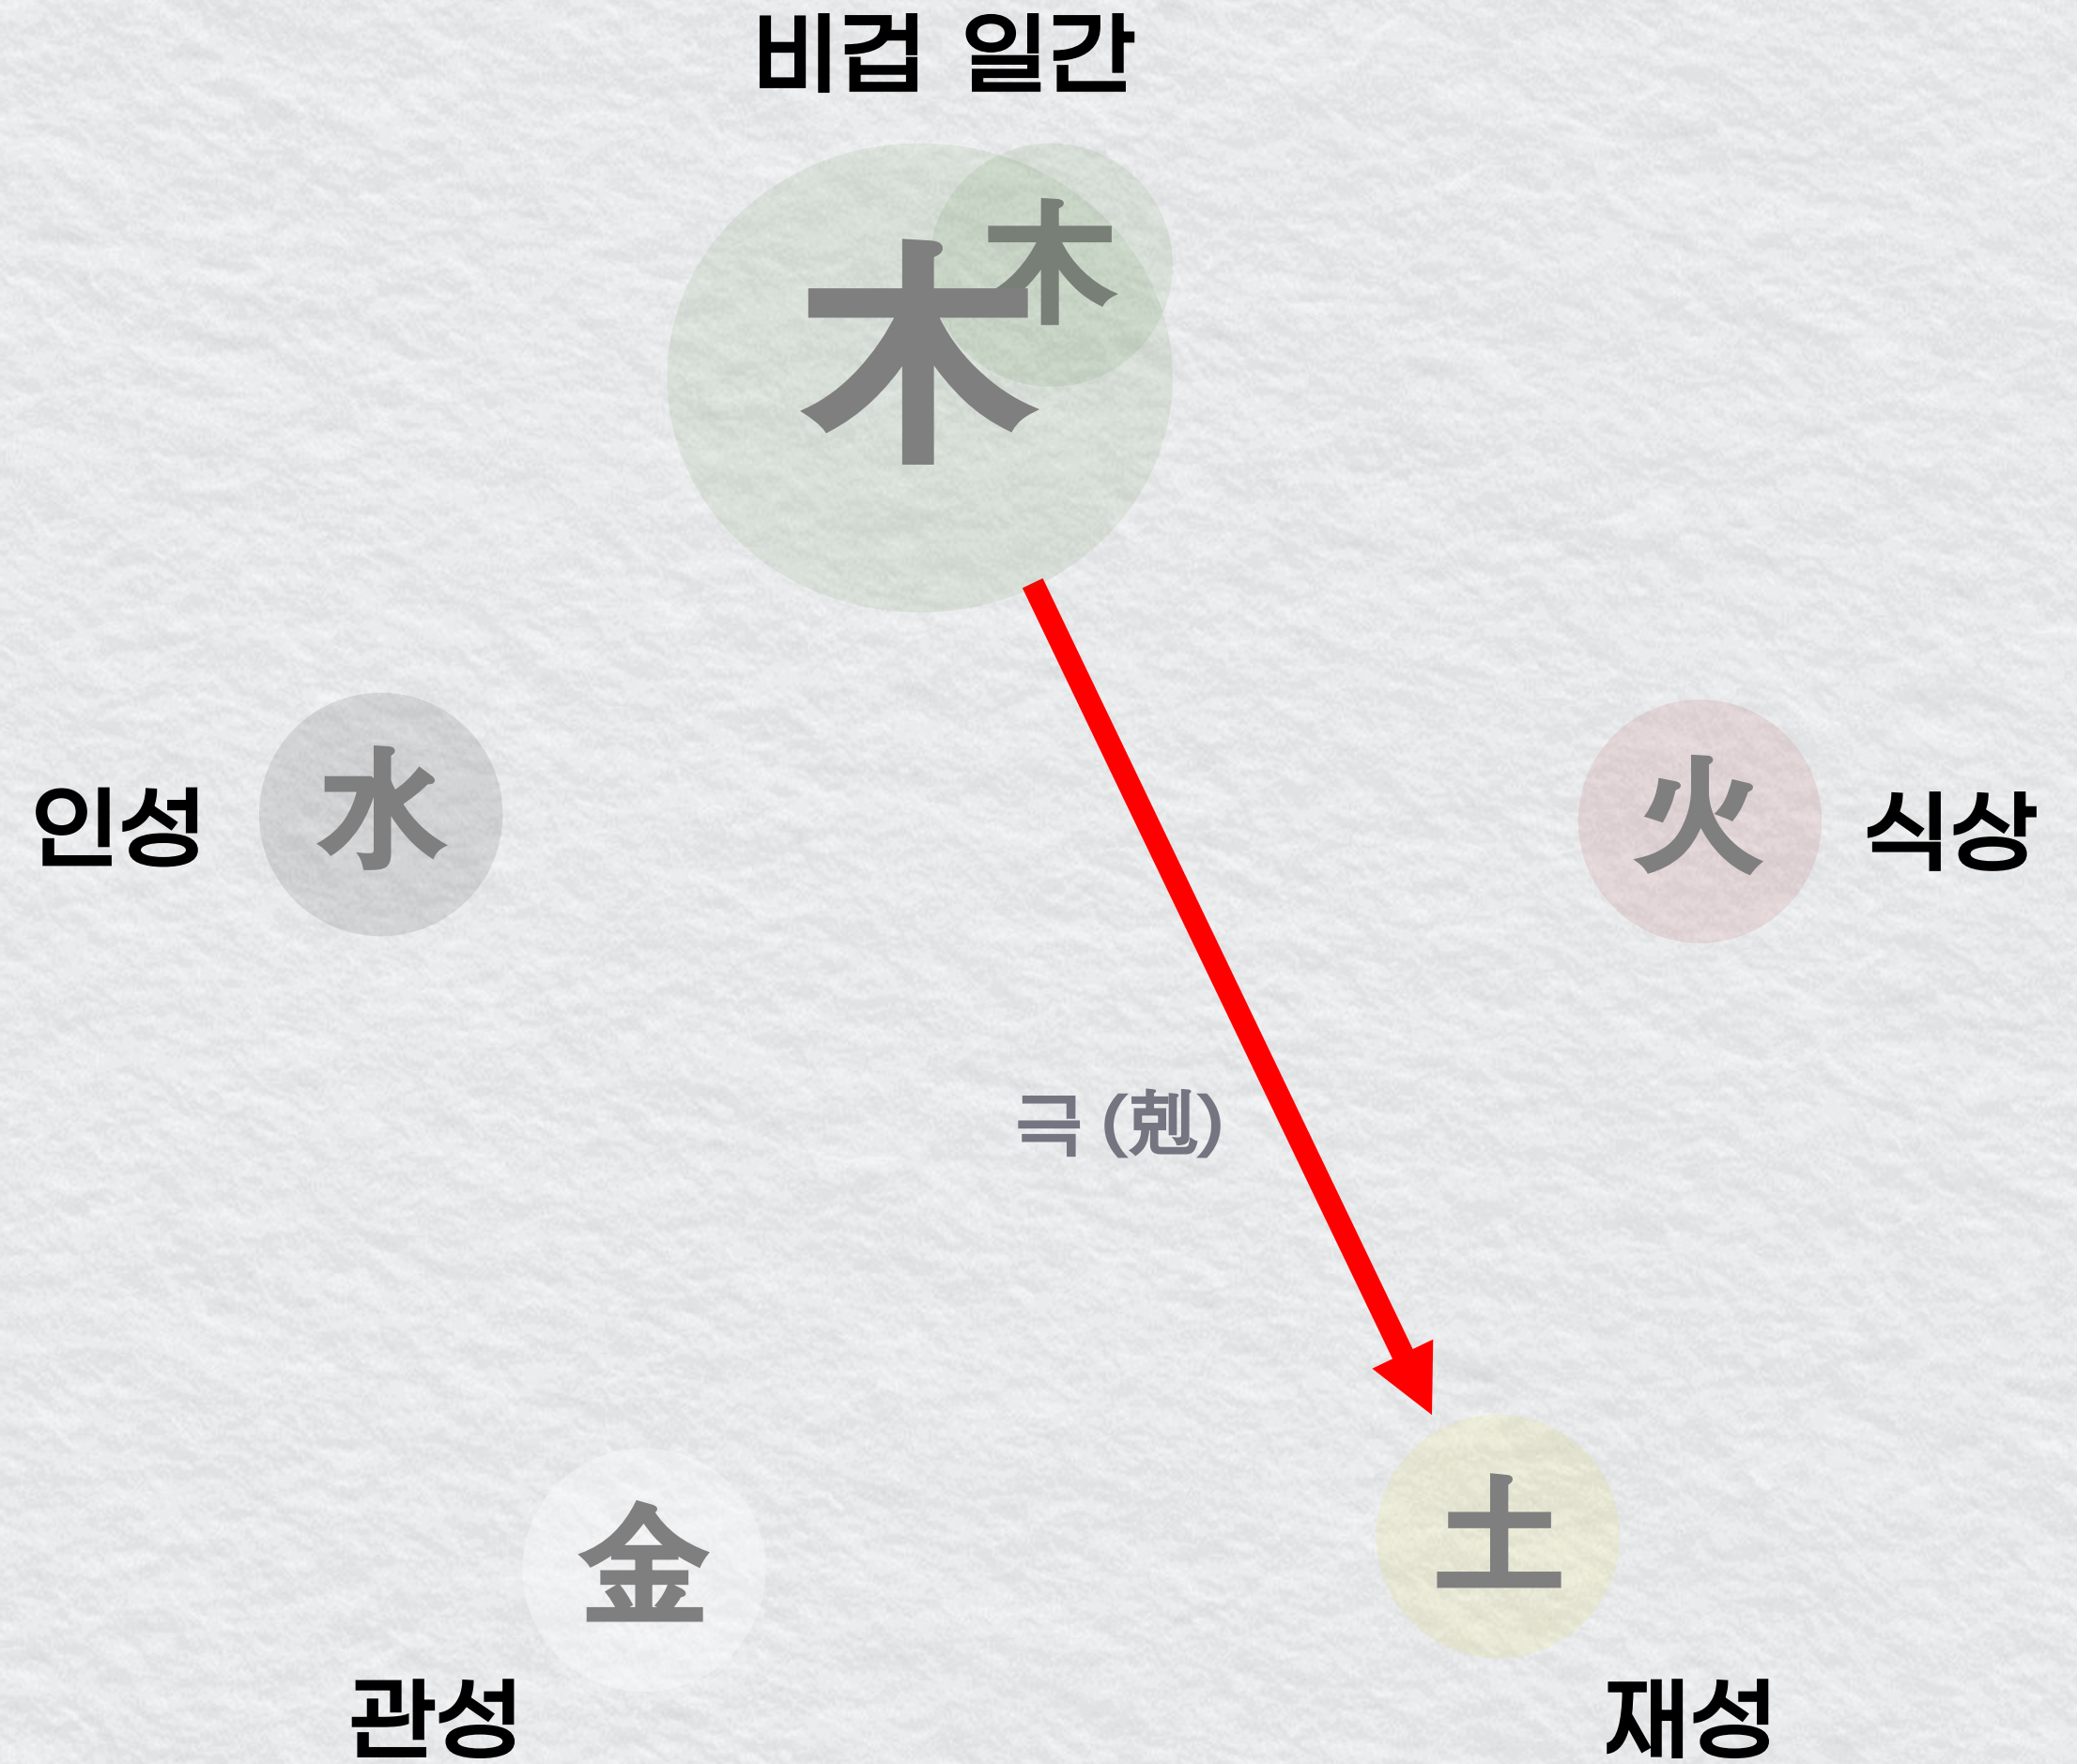 비겁 일간
木
木
水
인성
火
식상
극 (剋)
金
土
관성
재성